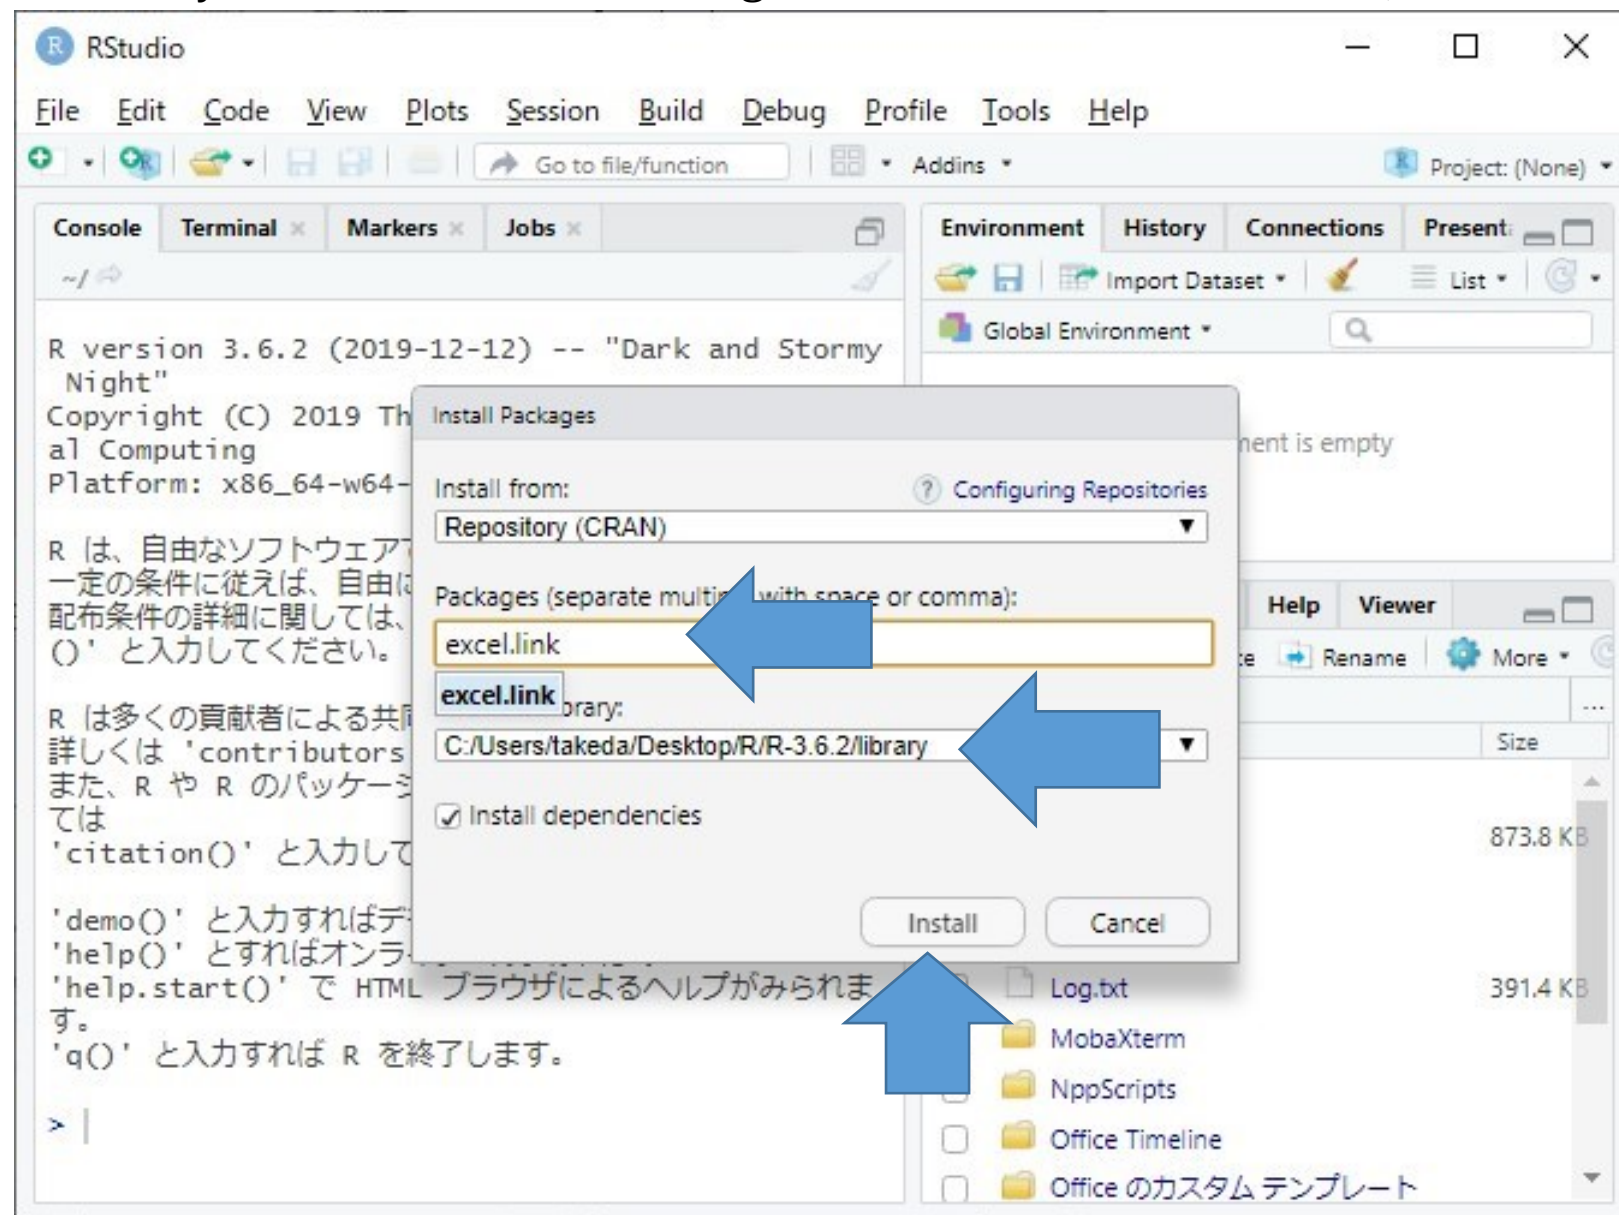 RStudio
File Edit Code View Plots Session Build Debug Profile Tools Help
Go to file/function Addins Project: (None)
Console Terminal Markers Jobs
~/
R version 3.6.2 (2019-12-12) -- "Dark and Stormy
Night"
Copyright (C) 2019 Th
al Computing
Platform: x86_64-w64-
R は、自由なソフトウェアで
一定の条件に従えば、自由に
配布条件の詳細に関しては、
()' と入力してください。
R は多くの貢献者による共同
詳しくは 'contributors
また、R や R のパッケージ
ては
'citation()' と入力して
'demo()' と入力すればデモ
'help()' とすればオンライ
'help.start()' で HTML ブラウザによるヘルプがみられま
す。
'q()' と入力すれば R を終了します。
>
Install Packages
Install from: ? Configuring Repositories
Repository (CRAN)
Packages (separate with space or comma):
excel.link
excel.link
brary:
C:/Users/takeda/Desktop/R/R-3.6.2/library
Install dependencies
Install Cancel
Environment History Connections Present
Import Dataset List
Global Environment
ment is empty
Help Viewer
Rename More
...
Size
873.8 KB
Log.txt 391.4 KB
MobaXterm
NppScripts
Office Timeline
Office のカスタム テンプレート